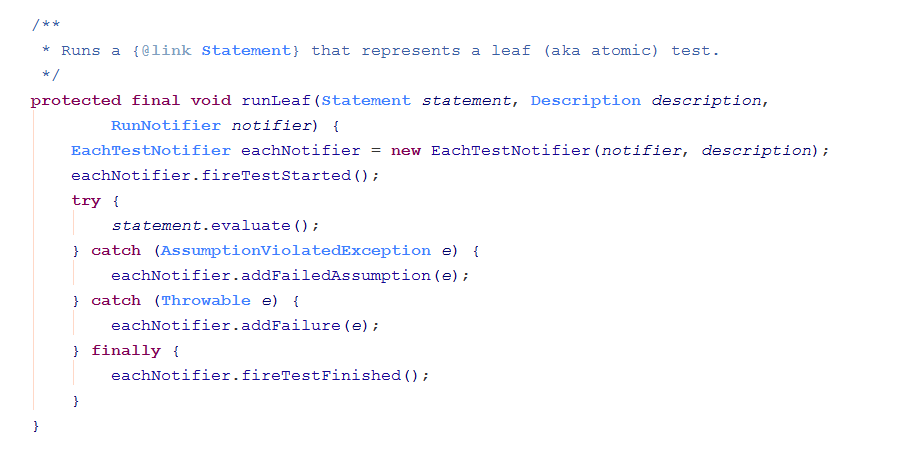 /**
 * Runs a {@link Statement} that represents a leaf (aka atomic) test.
 */
protected final void runLeaf(Statement statement, Description description,
        RunNotifier notifier) {
    EachTestNotifier eachNotifier = new EachTestNotifier(notifier, description);
    eachNotifier.fireTestStarted();
    try {
        statement.evaluate();
    } catch (AssumptionViolatedException e) {
        eachNotifier.addFailedAssumption(e);
    } catch (Throwable e) {
        eachNotifier.addFailure(e);
    } finally {
        eachNotifier.fireTestFinished();
    }
}